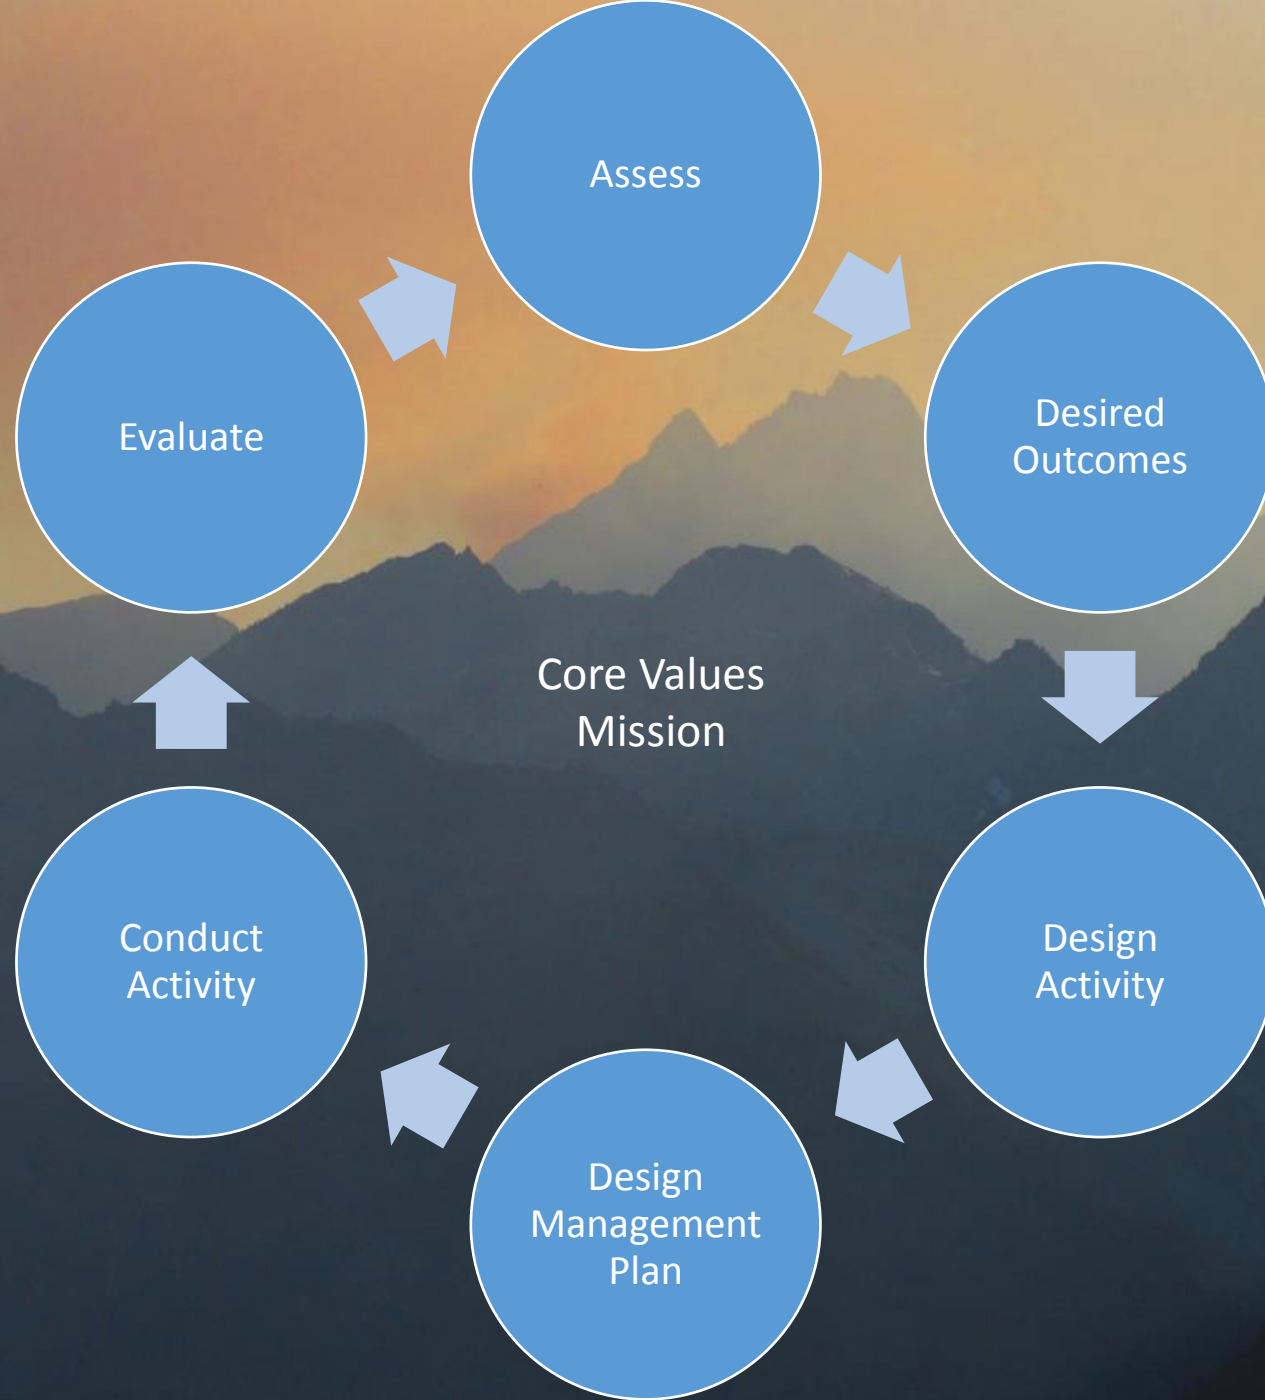 Assess
Desired
Outcomes
Design
Activity
Design
Management
Plan
Conduct
Activity
Evaluate
Core Values
Mission